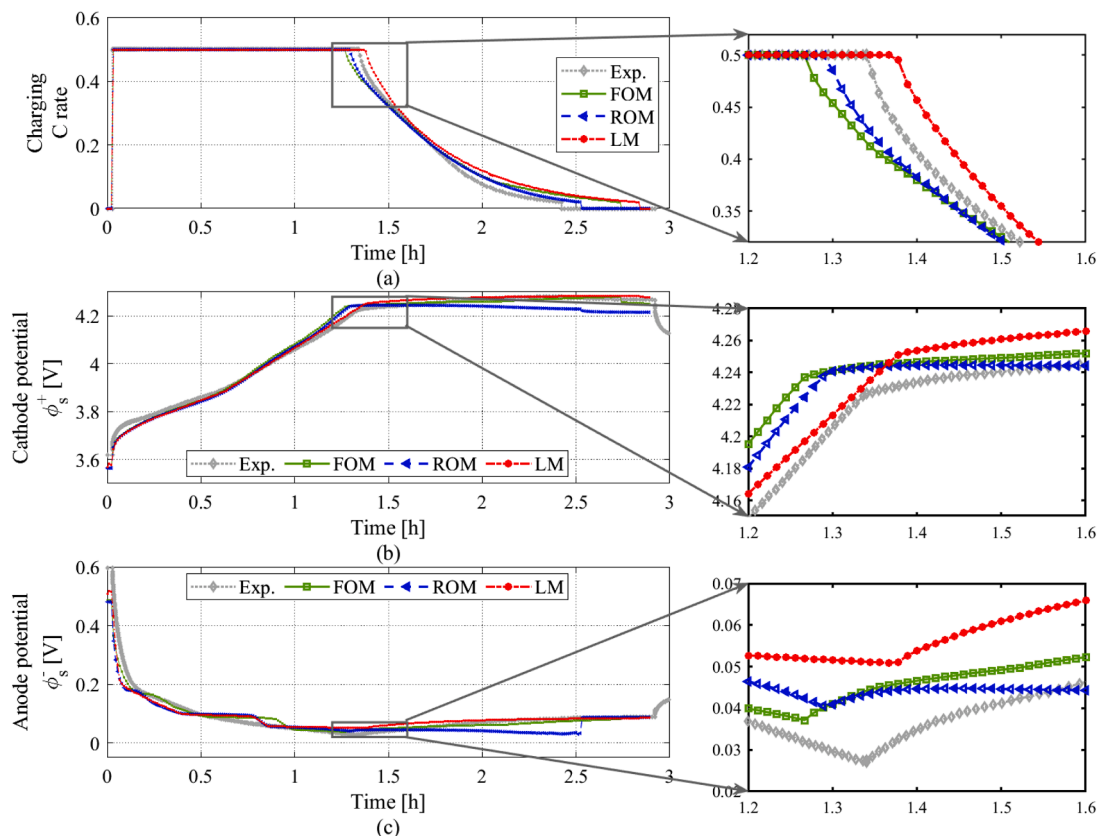 0.6
0.4
0.2
0
Charging
C rate
Exp.
FOM
ROM
LM
0 0.5 1 1.5 2 2.5 3
Time [h]
(a)
0.5
0.45
0.4
0.35
1.2 1.3 1.4 1.5 1.6
4.2
4
3.8
3.6
Cathode potential
ϕs+ [V]
Exp. FOM ROM LM
0 0.5 1 1.5 2 2.5 3
Time [h]
(b)
4.28
4.26
4.24
4.22
4.2
4.18
4.16
1.2 1.3 1.4 1.5 1.6
0.6
0.4
0.2
0
Anode potential
ϕs- [V]
Exp. FOM ROM LM
0 0.5 1 1.5 2 2.5 3
Time [h]
(c)
0.07
0.06
0.05
0.04
0.03
0.02
1.2 1.3 1.4 1.5 1.6